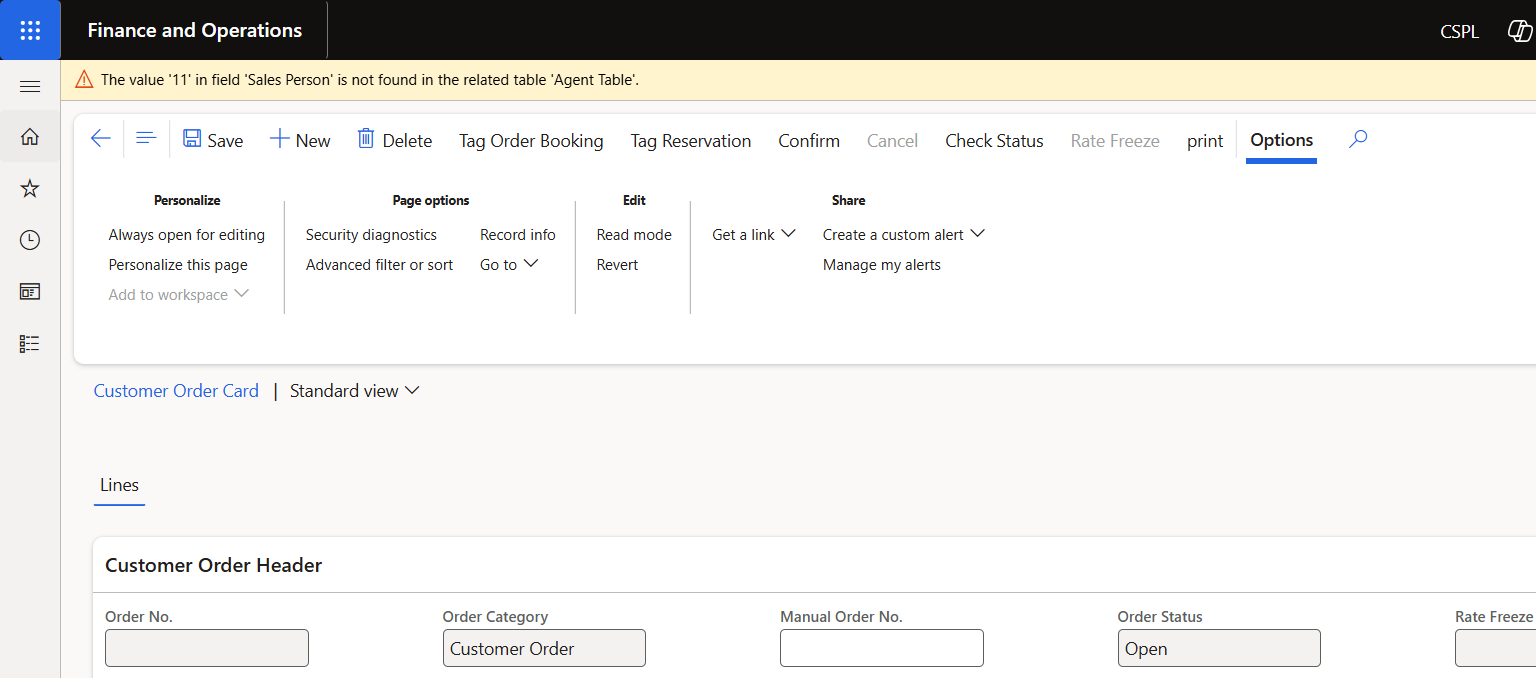 Finance and Operations
CSPL
The value '11' in field 'Sales Person' is not found in the related table 'Agent Table'.
Save New Delete Tag Order Booking Tag Reservation Confirm Cancel Check Status Rate Freeze print Options
Personalize Page options Edit Share
Always open for editing Security diagnostics Record info Read mode Get a link Create a custom alert
Personalize this page Advanced filter or sort Go to Revert Manage my alerts
Add to workspace
Customer Order Card | Standard view
Lines
Customer Order Header
Order No. Order Category Manual Order No. Order Status Rate Freeze
Customer Order Open